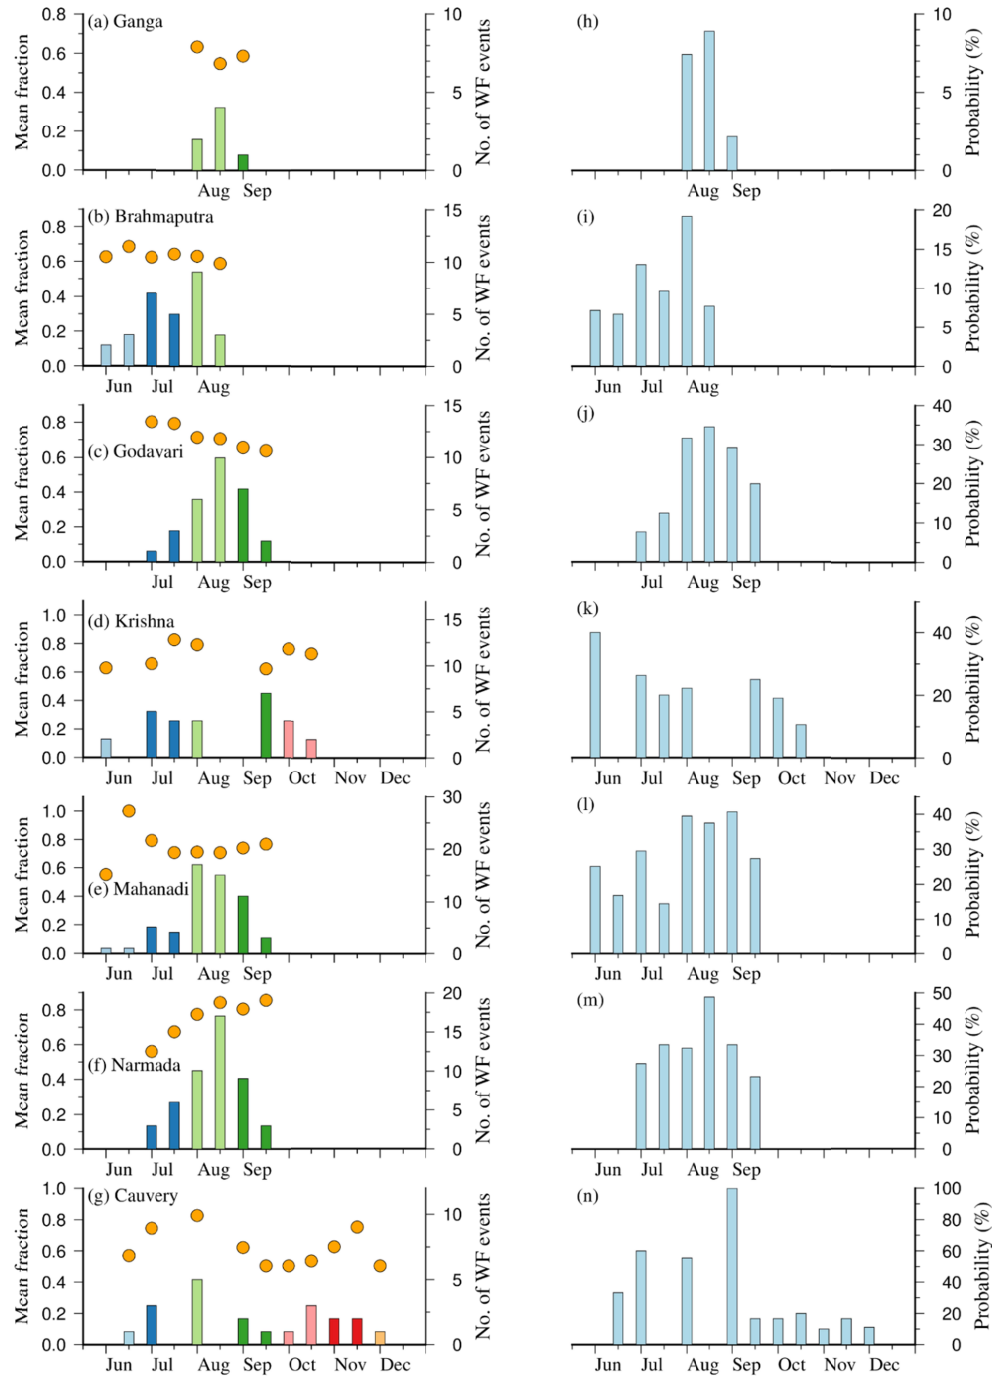 (a) Ganga
0.8
0.6
0.4
0.2
0.0
Mean fraction
10
5
0
No. of WF events
Aug Sep
(h)
10
5
0
Probability (%)
Aug Sep
(b) Brahmaputra
0.8
0.6
0.4
0.2
0.0
Mean fraction
15
10
5
0
No. of WF events
Jun Jul Aug
(i)
20
15
10
5
0
Probability (%)
Jun Jul Aug
(c) Godavari
0.8
0.6
0.4
0.2
0.0
Mean fraction
15
10
5
0
No. of WF events
Jul Aug Sep
(j)
40
30
20
10
0
Probability (%)
Jul Aug Sep
(d) Krishna
1.0
0.8
0.6
0.4
0.2
0.0
Mean fraction
15
10
5
0
No. of WF events
Jun Jul Aug Sep Oct Nov Dec
(k)
40
20
0
Probability (%)
Jun Jul Aug Sep Oct Nov Dec
(e) Mahanadi
1.0
0.8
0.6
0.4
0.2
0.0
Mean fraction
30
20
10
0
No. of WF events
Jun Jul Aug Sep
(l)
40
30
20
10
0
Probability (%)
Jun Jul Aug Sep
(f) Narmada
0.8
0.6
0.4
0.2
0.0
Mean fraction
20
15
10
5
0
No. of WF events
Jun Jul Aug Sep
(m)
50
40
30
20
10
0
Probability (%)
Jun Jul Aug Sep
(g) Cauvery
1.0
0.8
0.6
0.4
0.2
0.0
Mean fraction
10
5
0
No. of WF events
Jun Jul Aug Sep Oct Nov Dec
(n)
100
80
60
40
20
0
Probability (%)
Jun Jul Aug Sep Oct Nov Dec